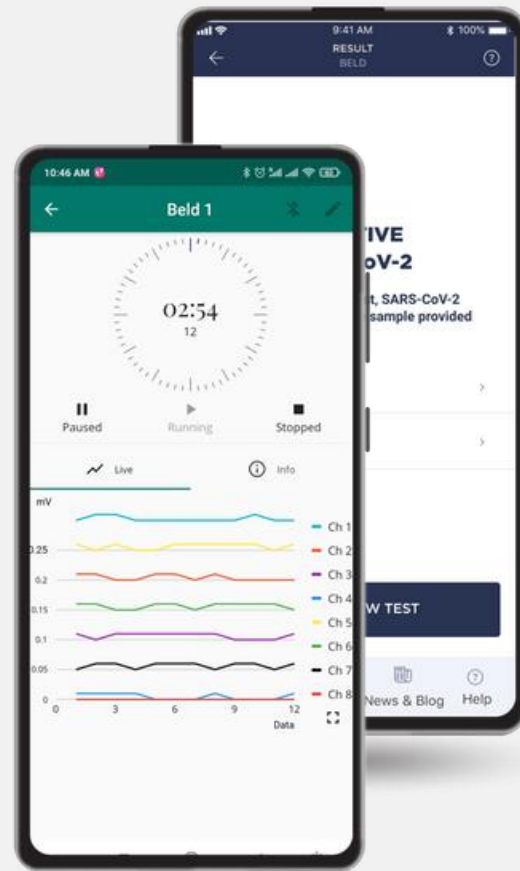 9:41 AM
100%
RESULT
BELD
IVE
oV-2
t, SARS-CoV-2
sample provided
W TEST
News & Blog
Help
10:46 AM
Beld 1
02:54
12
Paused
Running
Stopped
Live
Info
mV
0.25
0.2
0.15
0.1
0.05
0
0
3
6
9
12
Data
Ch 1
Ch 2
Ch 3
Ch 4
Ch 5
Ch 6
Ch 7
Ch 8